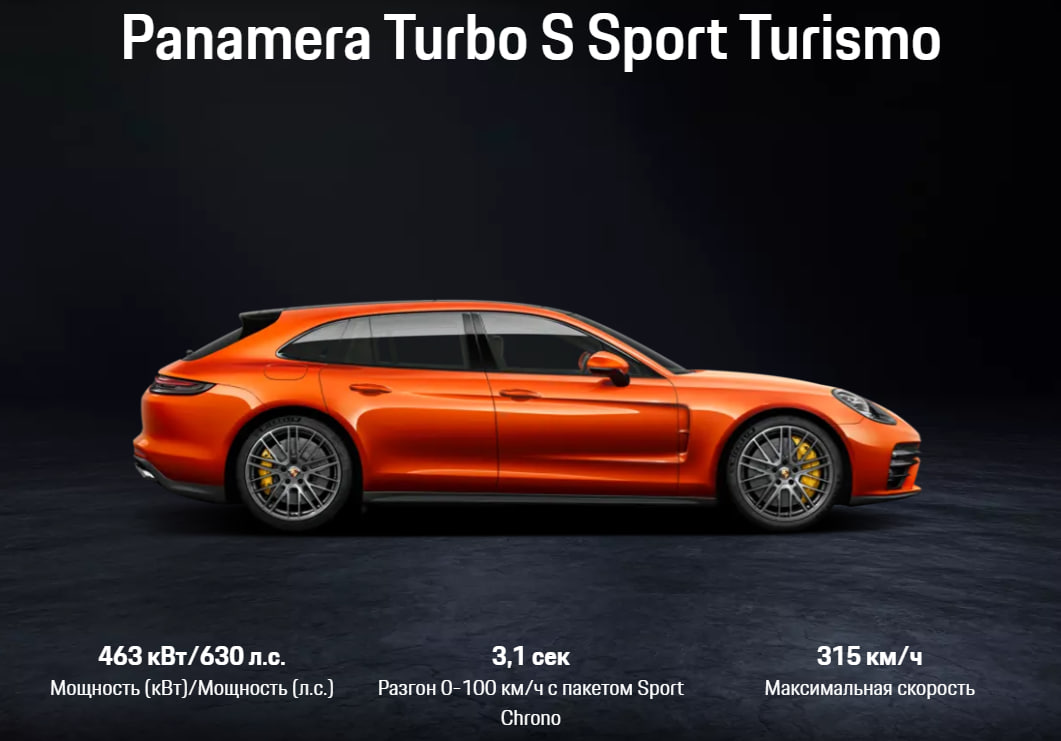 Panamera Turbo S Sport Turismo
463 кВт/630 л.с.
Мощность (кВт)/Мощность (л.с.)
3,1 сек
Разгон 0-100 км/ч с пакетом Sport
Chrono
315 км/ч
Максимальная скорость